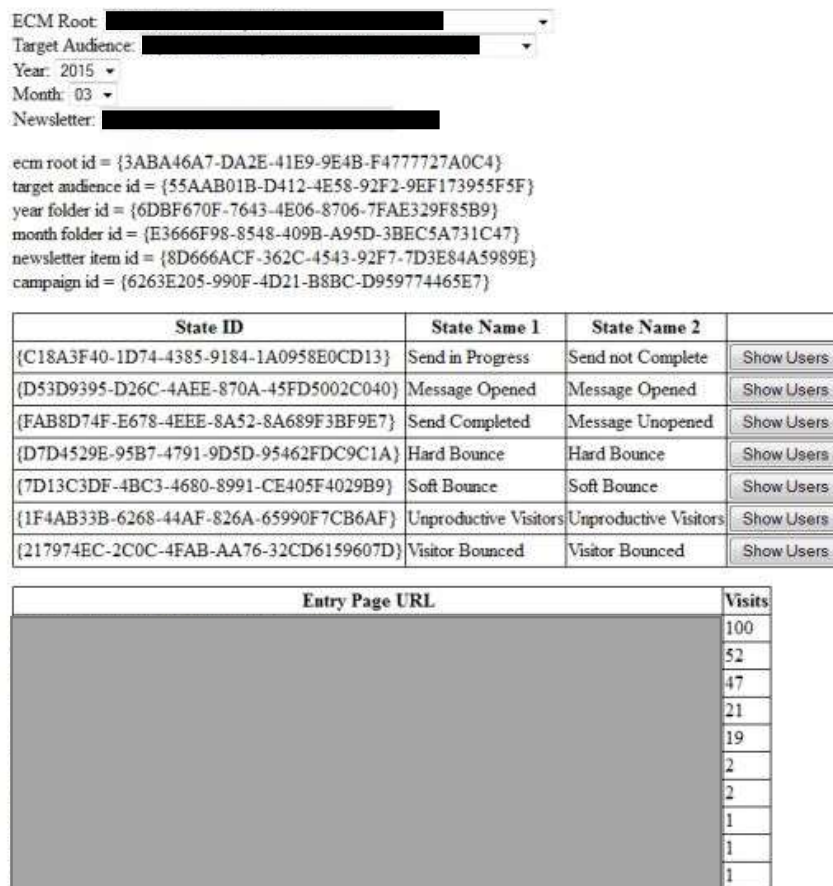 ECM Root:
Target Audience:
Year: 2015
Month: 03
Newsletter:
ecm root id = {3ABA46A7-DA2E-41E9-9E4B-F4777727A0C4}
target audience id = {55AAB01B-D412-4E58-92F2-9EF173955F5F}
year folder id = {6DBF670F-7643-4E06-8706-7FAE329F85B9}
month folder id = {E3666F98-8548-409B-A95D-3BEC5A731C47}
newsletter item id = {8D666ACF-362C-4543-92F7-7D3E84A5989E}
campaign id = {6263E205-990F-4D21-B8BC-D959774465E7}
State ID State Name 1 State Name 2
{C18A3F40-1D74-4385-9184-1A0958E0CD13} Send in Progress Send not Complete Show Users
{D53D9395-D26C-4AEE-870A-45FD5002C040} Message Opened Message Opened Show Users
{FAB8D74F-E678-4EEE-8A52-8A689F3BF9E7} Send Completed Message Unopened Show Users
{D7D4529E-95B7-4791-9D5D-95462FDC9C1A} Hard Bounce Hard Bounce Show Users
{7D13C3DF-4BC3-4680-8991-CE405F4029B9} Soft Bounce Soft Bounce Show Users
{1F4AB33B-6268-44AF-826A-65990F7CB6AF} Unproductive Visitors Unproductive Visitors Show Users
{217974EC-2C0C-4FAB-AA76-32CD6159607D} Visitor Bounced Visitor Bounced Show Users
Entry Page URL Visits
100
52
47
21
19
2
2
1
1
1